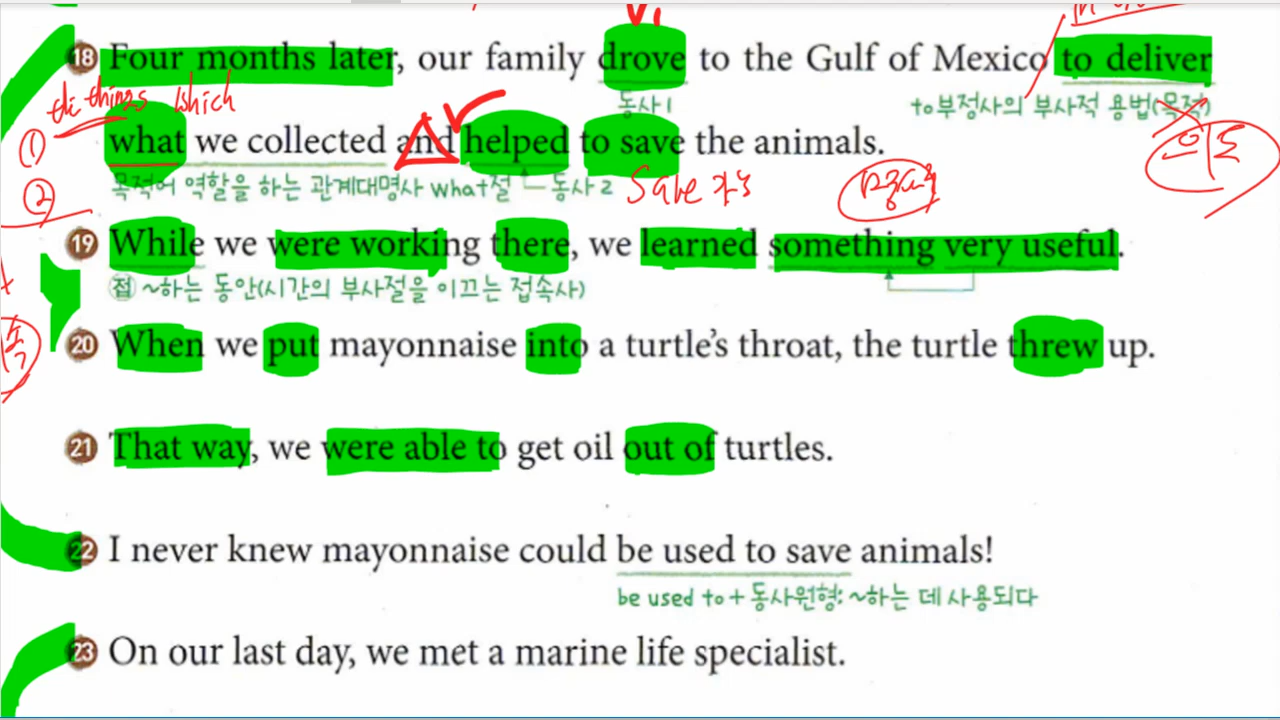 18 Four months later, our family drove to the Gulf of Mexico to deliver
동사1
to부정사의 부사적 용법(목적)
the things which
① what we collected and helped to save the animals.
②
목적어 역할을 하는 관계대명사 what절 동사 2
save
19 While we were working there, we learned something very useful.
접 ~하는 동안(시간의 부사절을 이끄는 접속사)
20 When we put mayonnaise into a turtle's throat, the turtle threw up.
21 That way, we were able to get oil out of turtles.
22 I never knew mayonnaise could be used to save animals!
be used to + 동사원형: ~하는 데 사용되다
23 On our last day, we met a marine life specialist.